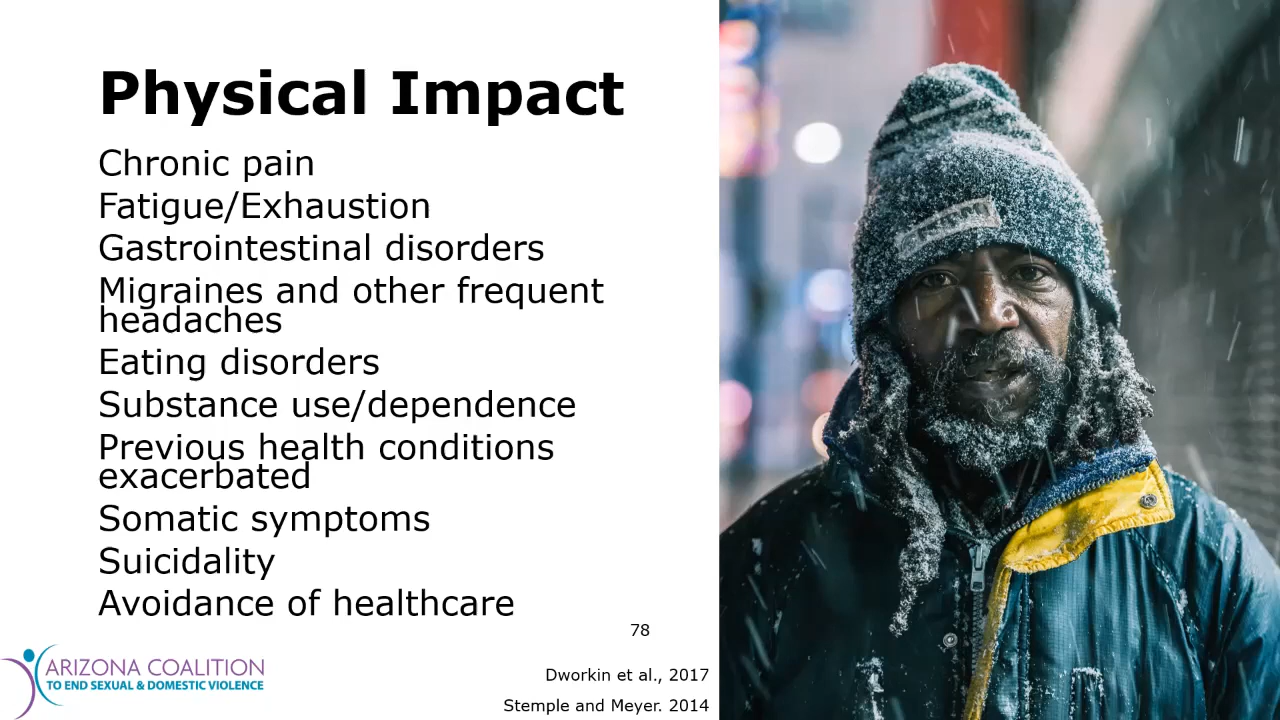 Physical Impact
Chronic pain
Fatigue/Exhaustion
Gastrointestinal disorders
Migraines and other frequent
headaches
Eating disorders
Substance use/dependence
Previous health conditions
exacerbated
Somatic symptoms
Suicidality
Avoidance of healthcare
78
ARIZONA COALITION
TO END SEXUAL & DOMESTIC VIOLENCE
Dworkin et al., 2017
Stemple and Meyer. 2014